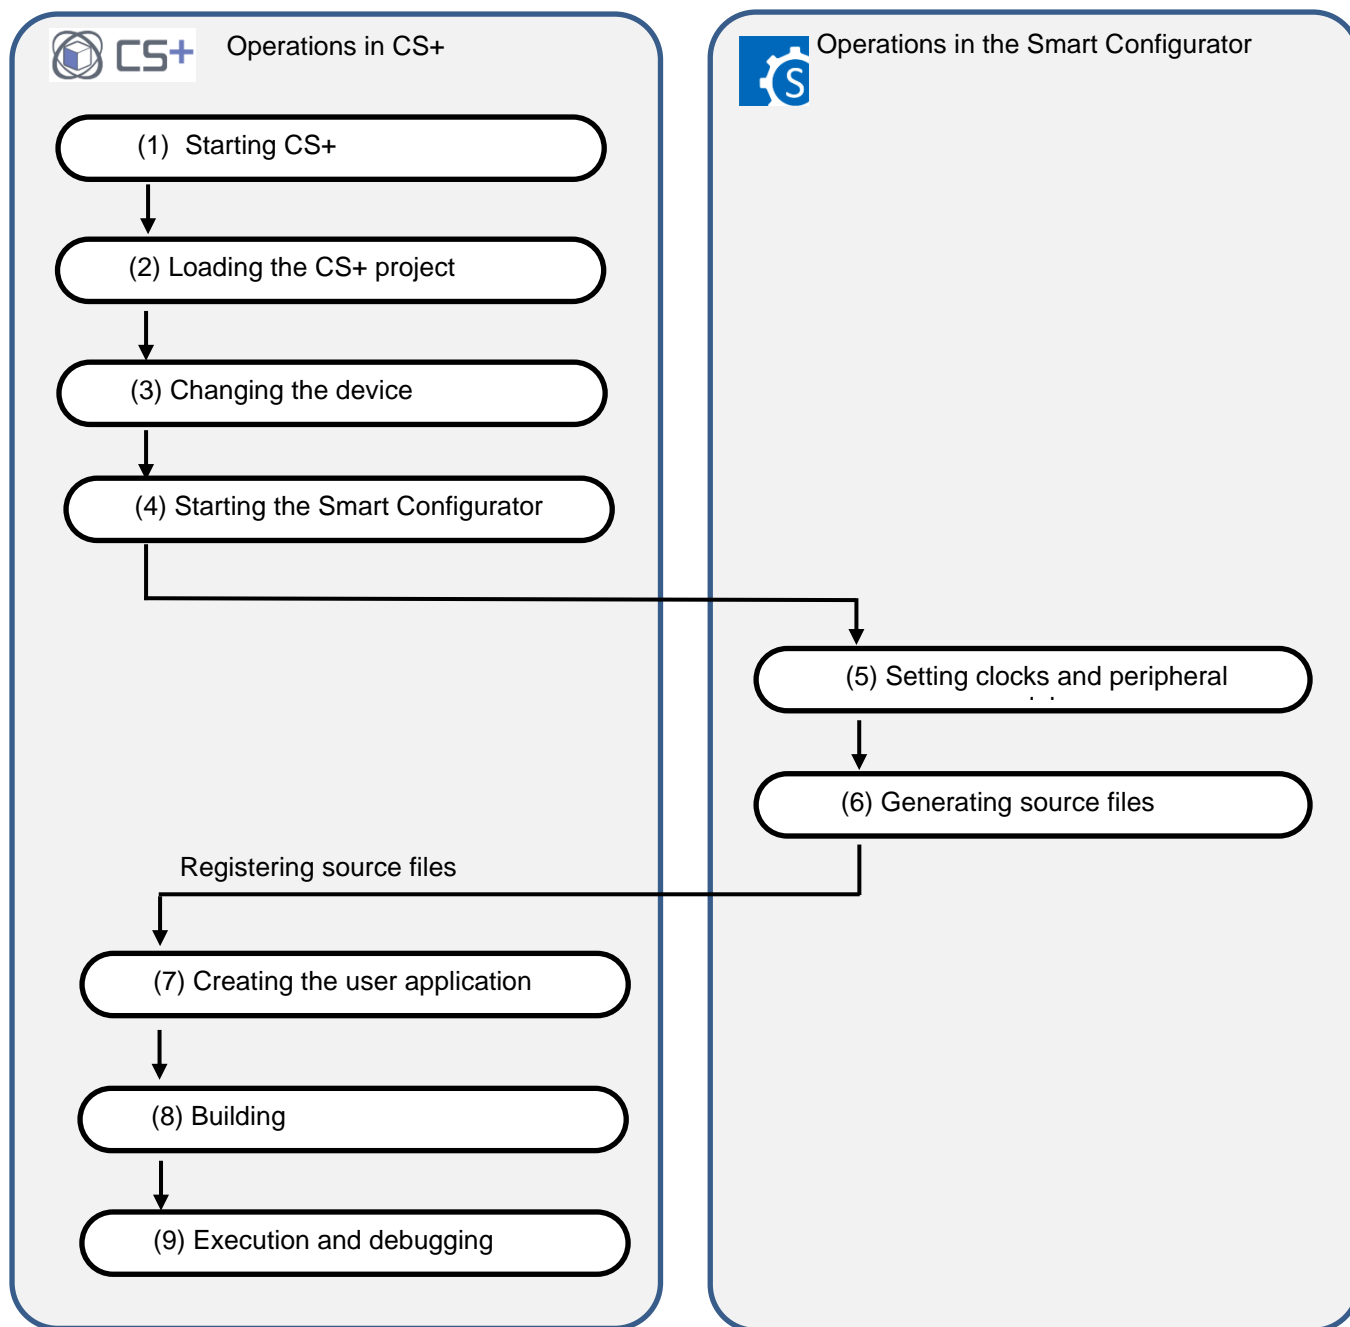 CS+
Operations in CS+
(1) Starting CS+
(2) Loading the CS+ project
(3) Changing the device
(4) Starting the Smart Configurator
S
Operations in the Smart Configurator
(5) Setting clocks and peripheral
(6) Generating source files
Registering source files
(7) Creating the user application
(8) Building
(9) Execution and debugging